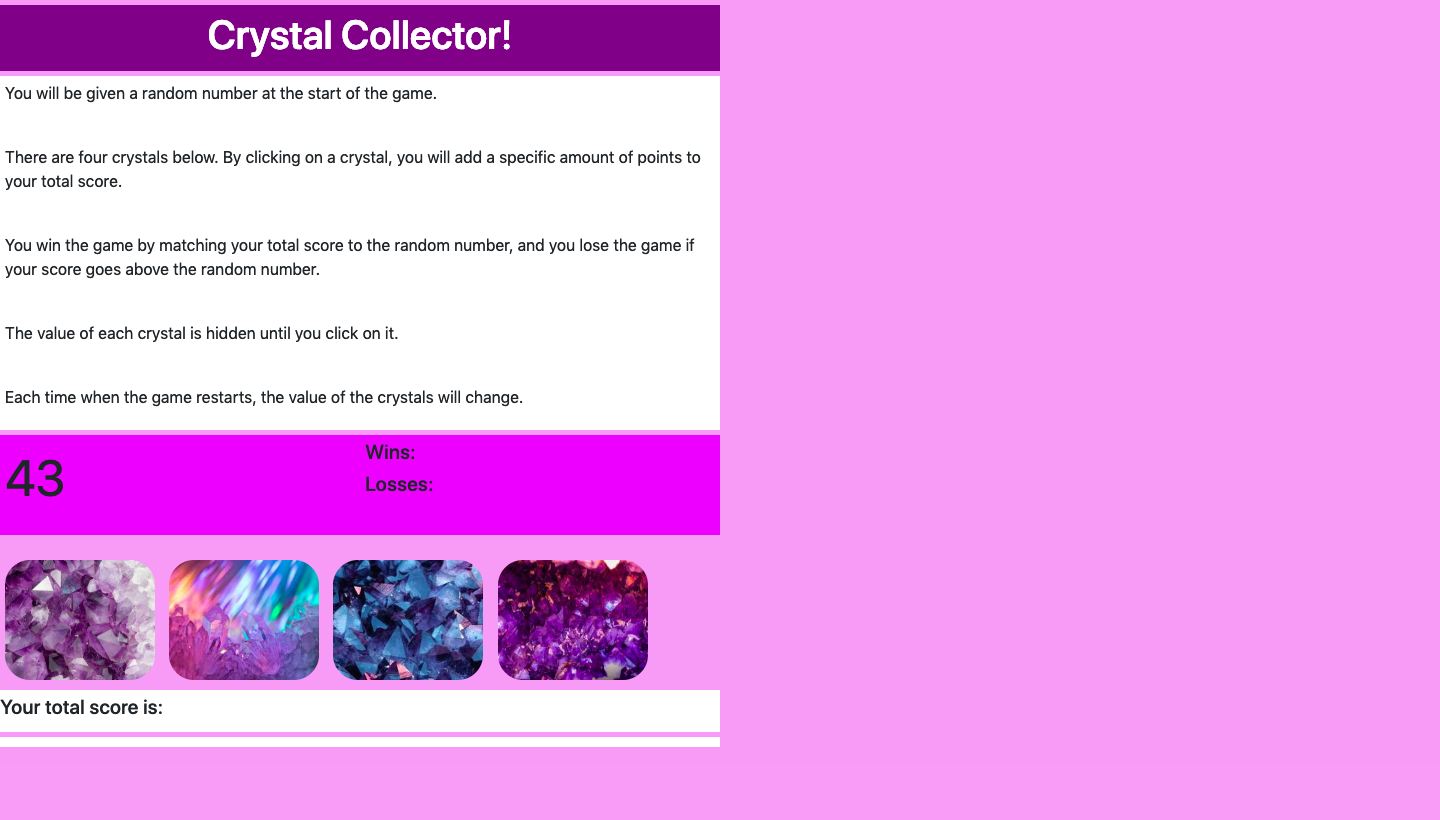 Crystal Collector!
You will be given a random number at the start of the game.
There are four crystals below. By clicking on a crystal, you will add a specific amount of points to
your total score.
You win the game by matching your total score to the random number, and you lose the game if
your score goes above the random number.
The value of each crystal is hidden until you click on it.
Each time when the game restarts, the value of the crystals will change.
43
Wins:
Losses:
Your total score is: